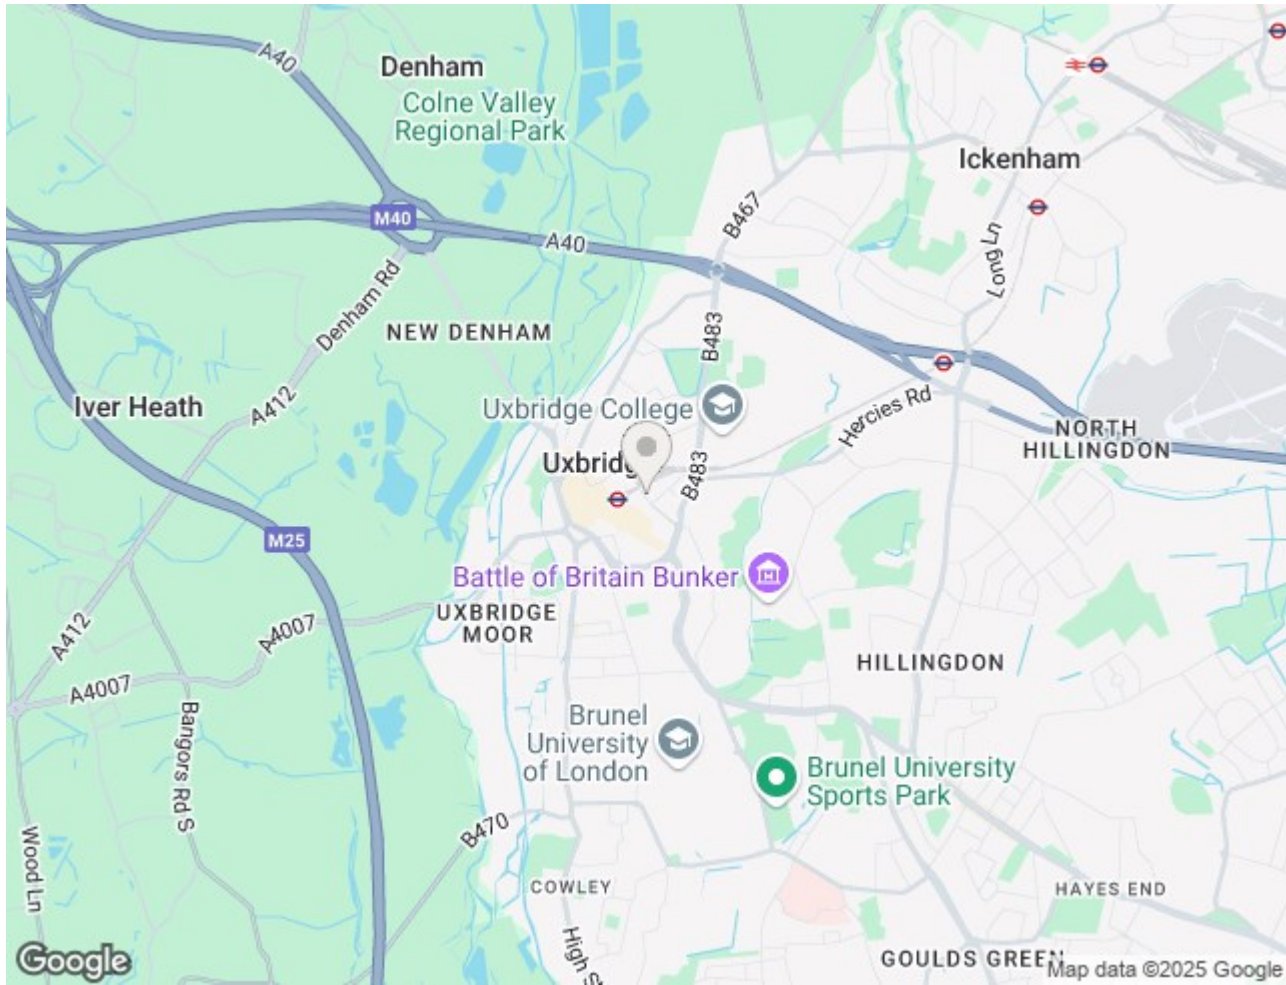 A40
Denham
Colne Valley
Regional Park
Ickenham
B467
M40
A40
Long Ln
Denham Rd
NEW DENHAM
B483
Iver Heath
A412
Uxbridge College
Hercies Rd
NORTH
HILLINGDON
B483
M25
Battle of Britain Bunker
UXBRIDGE
MOOR
A412
A4007
HILLINGDON
A4007
Bangors Rd S
Brunel
University
of London
Brunel University
Sports Park
B470
Wood Ln
COWLEY
HAYES END
High St
GOULDS GREEN
Google
Map data ©2025 Google